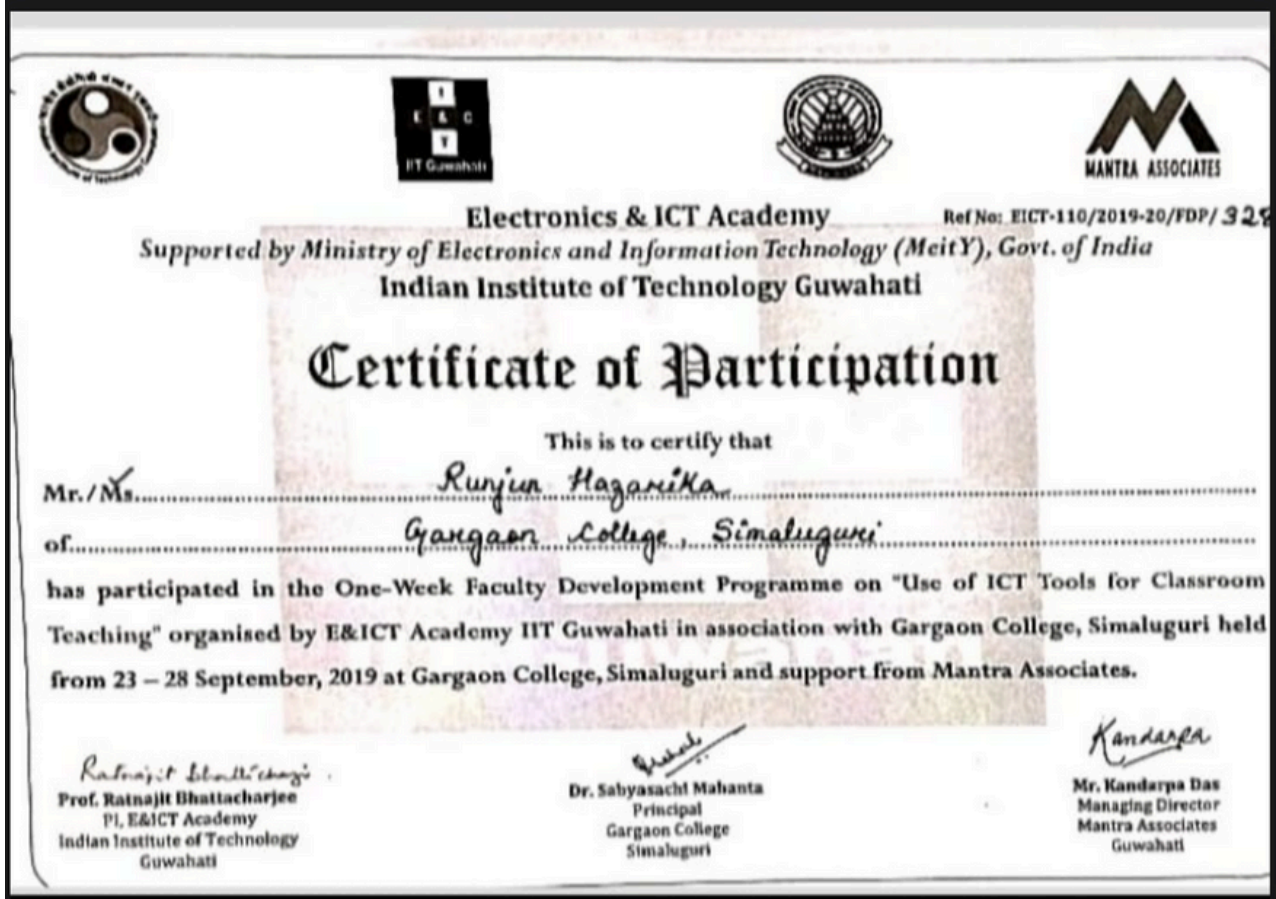 I
E & C
T
IIT Guwahati
MANTRA ASSOCIATES
Electronics & ICT Academy
Ref No: EICT-110/2019-20/FDP/328
Supported by Ministry of Electronics and Information Technology (MeitY), Govt. of India
Indian Institute of Technology Guwahati
Certificate of Participation
This is to certify that
Mr./Ms. Runjun Hazarika
of Gargaon College, Simaluguri
has participated in the One-Week Faculty Development Programme on "Use of ICT Tools for Classroom
Teaching" organised by E&ICT Academy IIT Guwahati in association with Gargaon College, Simaluguri held
from 23 – 28 September, 2019 at Gargaon College, Simaluguri and support from Mantra Associates.
Ratnajit Bhattacharjee
Prof. Ratnajit Bhattacharjee
PI, E&ICT Academy
Indian Institute of Technology
Guwahati
Dr. Sabyasachi Mahanta
Principal
Gargaon College
Simaluguri
Kandarpa
Mr. Kandarpa Das
Managing Director
Mantra Associates
Guwahati